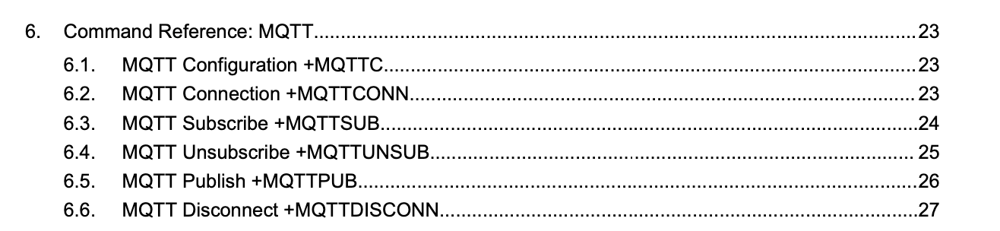 6. Command Reference: MQTT........................................................................................................................23
6.1. MQTT Configuration +MQTTC.........................................................................................................23
6.2. MQTT Connection +MQTTCONN....................................................................................................23
6.3. MQTT Subscribe +MQTTSUB..........................................................................................................24
6.4. MQTT Unsubscribe +MQTTUNSUB................................................................................................25
6.5. MQTT Publish +MQTTPUB..............................................................................................................26
6.6. MQTT Disconnect +MQTTDISCONN..............................................................................................27